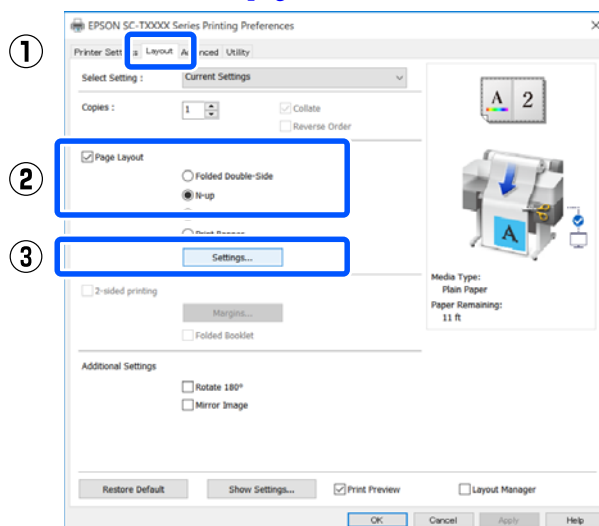 EPSON SC-TXXXX Series Printing Preferences
①
Layout
Utility
Select Setting :
Current Settings
Copies :
1
Collate
Reverse Order
A 2
②
Page Layout
Folded Double-Side
N-up
③
Settings...
A
2-sided printing
Margins...
Folded Booklet
Media Type:
Plain Paper
Paper Remaining:
11 ft
Additional Settings
Rotate 180°
Mirror Image
Restore Default
Show Settings...
Print Preview
Layout Manager
OK
Cancel
Apply
Help